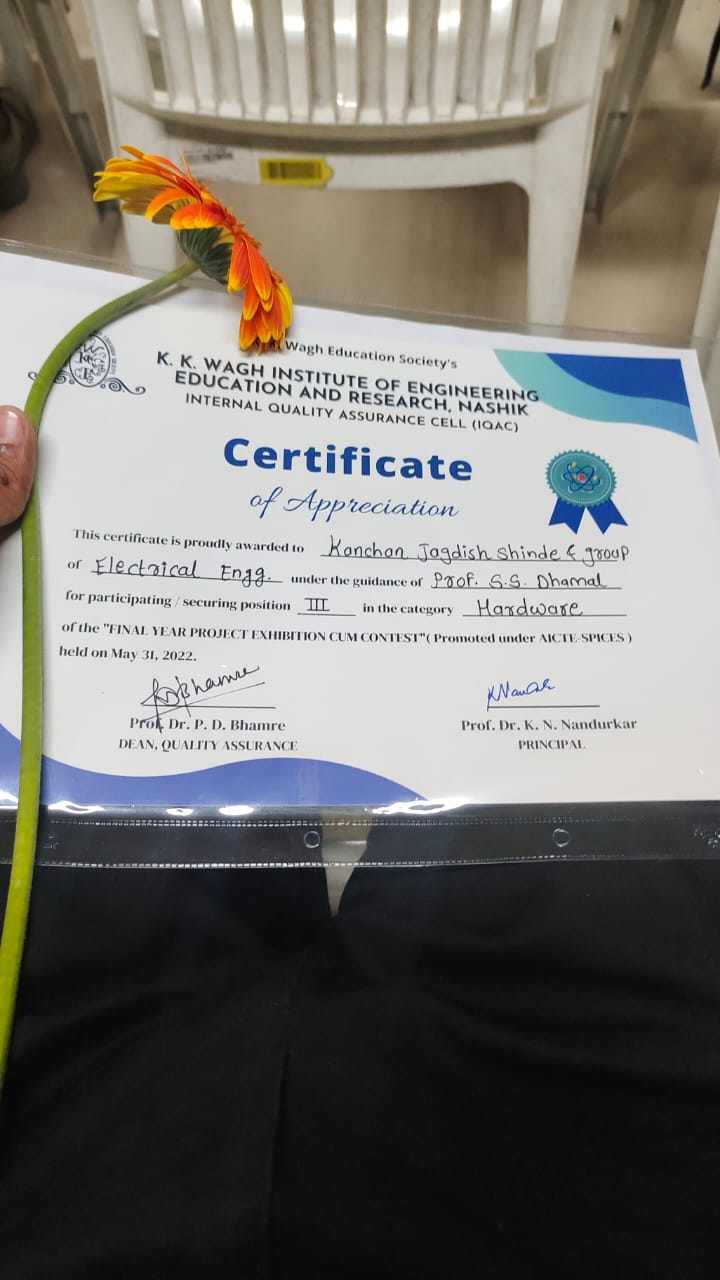 Wagh Education Society's
K. K. WAGH INSTITUTE OF ENGINEERING
EDUCATION AND RESEARCH, NASHIK
INTERNAL QUALITY ASSURANCE CELL (IQAC)
Certificate
of Appreciation
This certificate is proudly awarded to Kanchan Jagdish Shinde & group
of Electrical Engg. under the guidance of Prof. S.S. Dhamal
for participating / securing position III in the category Hardware
of the "FINAL YEAR PROJECT EXHIBITION CUM CONTEST"( Promoted under AICTE-SPICES )
held on May 31, 2022.
Prof. Dr. P. D. Bhamre
DEAN, QUALITY ASSURANCE
Prof. Dr. K. N. Nandurkar
PRINCIPAL